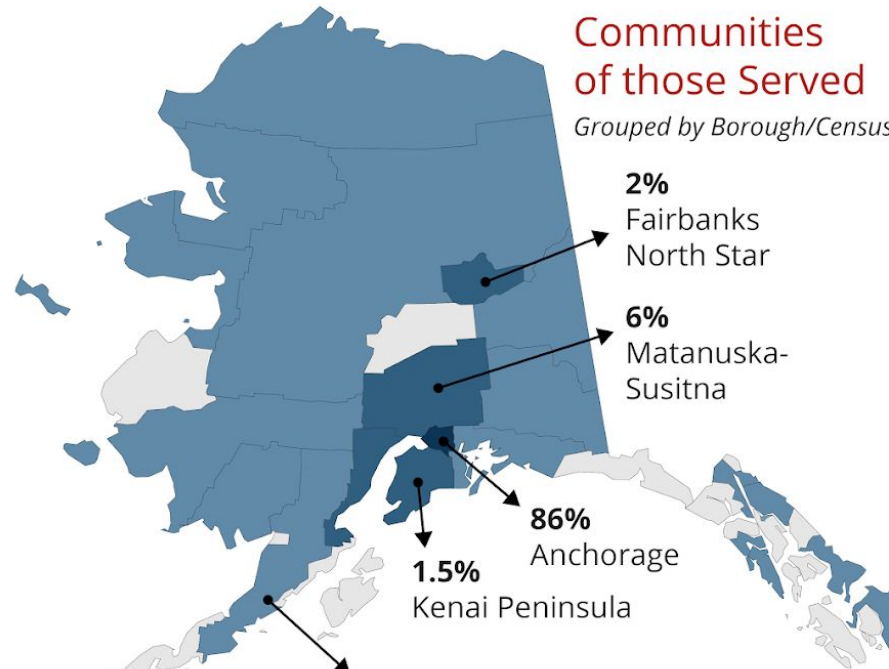 Communities
of those Served
Grouped by Borough/Census
2%
Fairbanks
North Star
6%
Matanuska-
Susitna
86%
Anchorage
1.5%
Kenai Peninsula